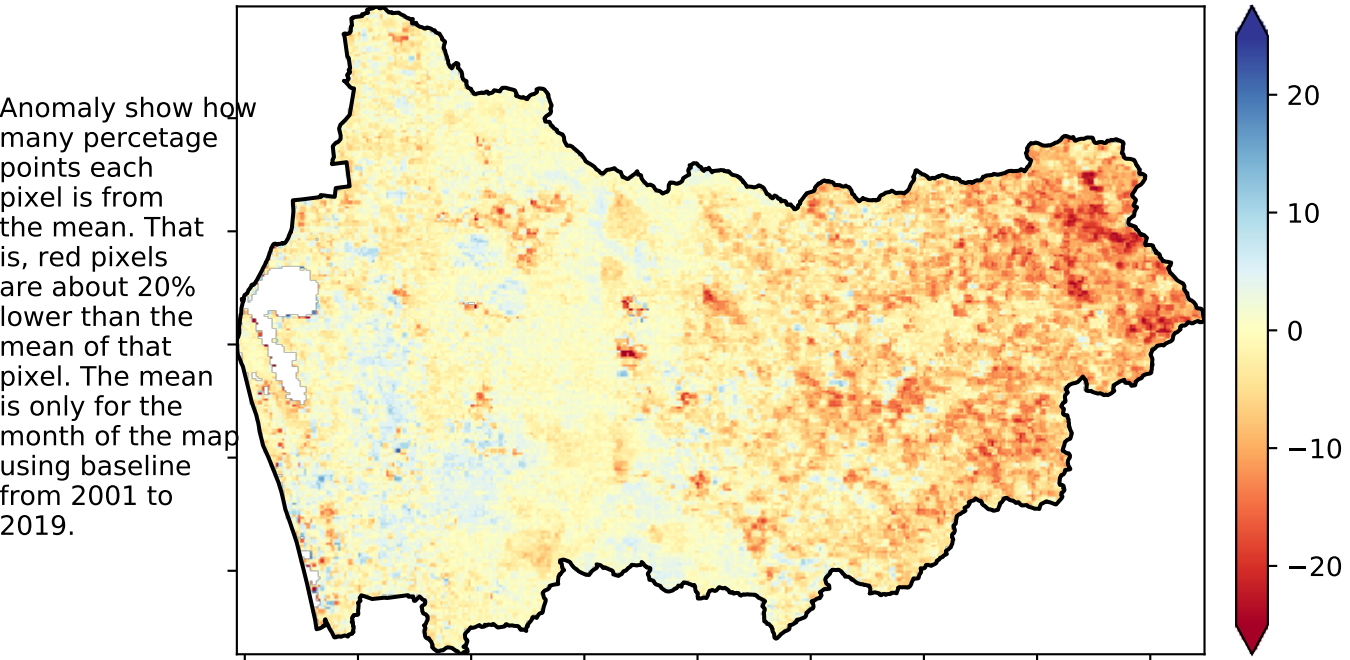 Anomaly show how
many percetage
points each
pixel is from
the mean. That
is, red pixels
are about 20%
lower than the
mean of that
pixel. The mean
is only for the
month of the map
using baseline
from 2001 to
2019.
20
10
0
−10
−20